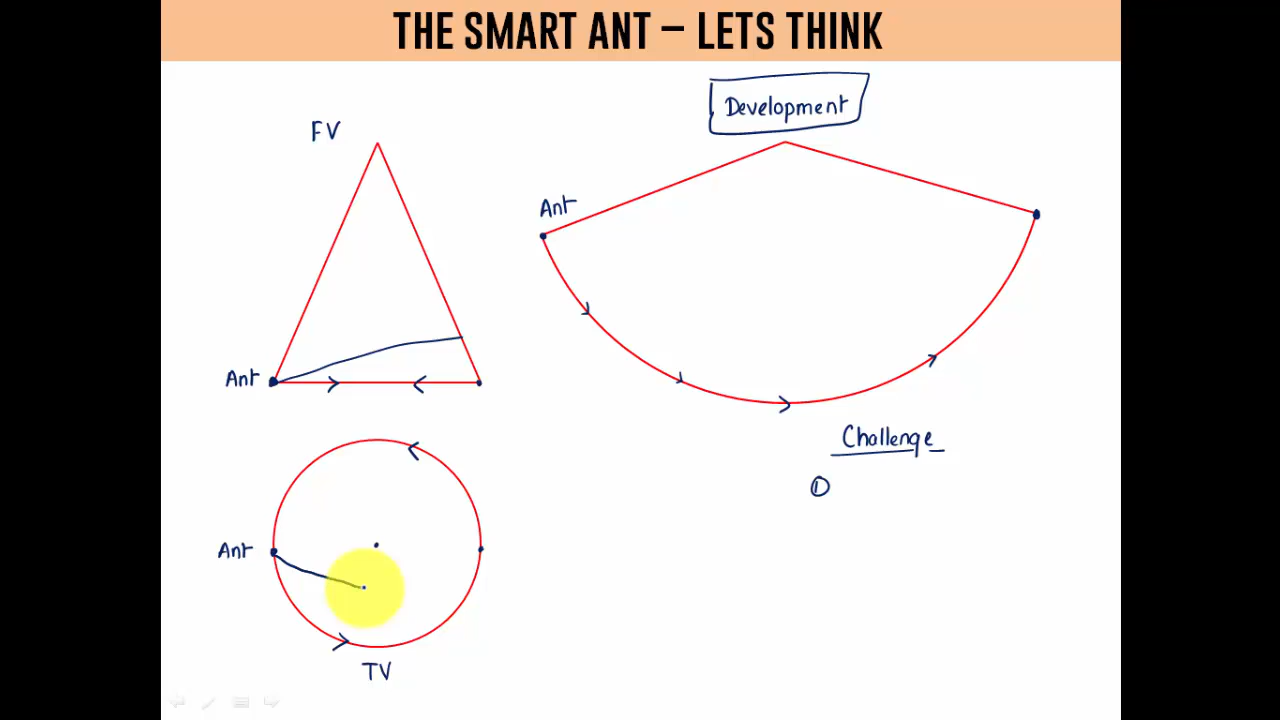 THE SMART ANT – LETS THINK
Development
FV
Ant
Ant
Challenge
①
Ant
TV